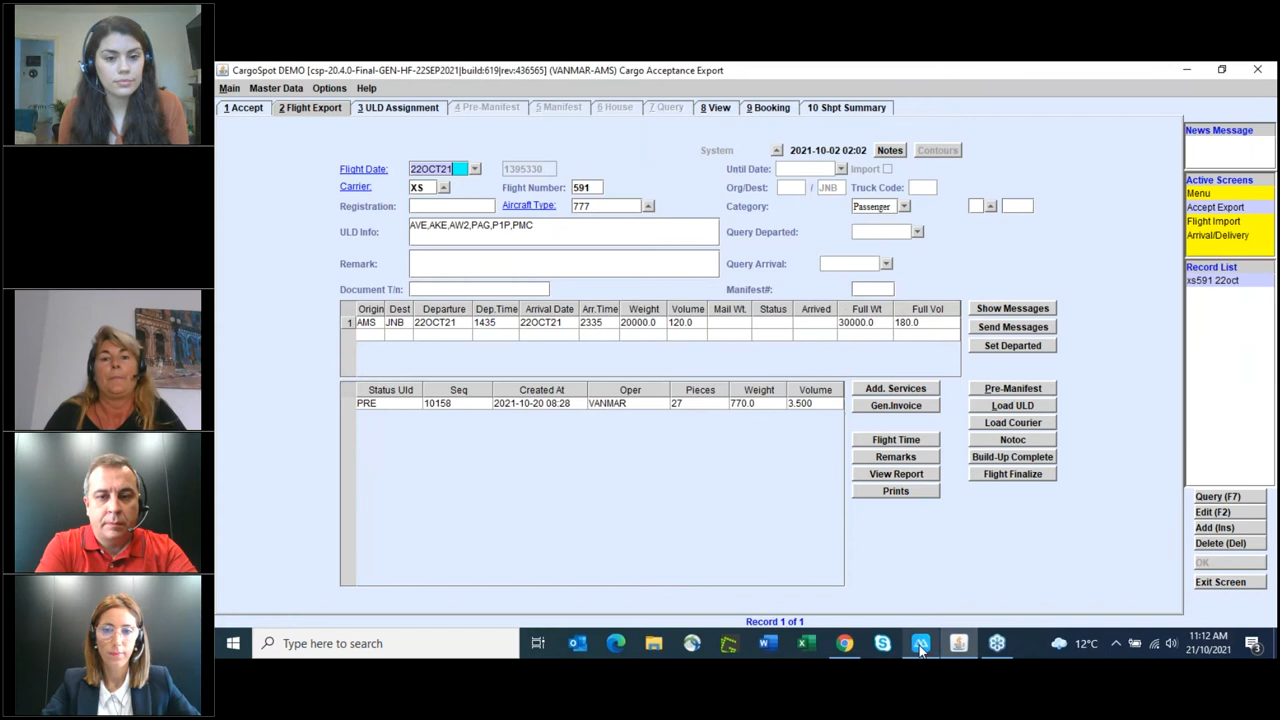 CargoSpot DEMO [csp-20.4.0-Final-GEN-HF-22SEP2021|build:619|rev:436565] (VANMAR-AMS) Cargo Acceptance Export
Main Master Data Options Help
1 Accept 2 Flight Export 3 ULD Assignment 4 Pre-Manifest 5 Manifest 6 House 7 Query 8 View 9 Booking 10 Shpt Summary
System 2021-10-02 02:02 Notes Contours
Flight Date: 22OCT21 1395330 Until Date: Import
Carrier: XS Flight Number: 591 Org/Dest: / JNB Truck Code:
Registration: Aircraft Type: 777 Category: Passenger
ULD Info: AVE,AKE,AW2,PAG,P1P,PMC Query Departed:
Remark: Query Arrival:
Document T/n: Manifest#:
Origin Dest Departure Dep.Time Arrival Date Arr.Time Weight Volume Mail Wt. Status Arrived Full Wt Full Vol
1 AMS JNB 22OCT21 1435 22OCT21 2335 20000.0 120.0 30000.0 180.0
Show Messages
Send Messages
Set Departed
Status Uld Seq Created At Oper Pieces Weight Volume
PRE 10158 2021-10-20 08:28 VANMAR 27 770.0 3.500
Add. Services Pre-Manifest
Gen.Invoice Load ULD
Load Courier
Flight Time Notoc
Remarks Build-Up Complete
View Report Flight Finalize
Prints
Record 1 of 1
News Message
Active Screens
Menu
Accept Export
Flight Import
Arrival/Delivery
Record List
xs591 22oct
Query (F7)
Edit (F2)
Add (Ins)
Delete (Del)
OK
Exit Screen
Type here to search
12°C
11:12 AM
21/10/2021
3